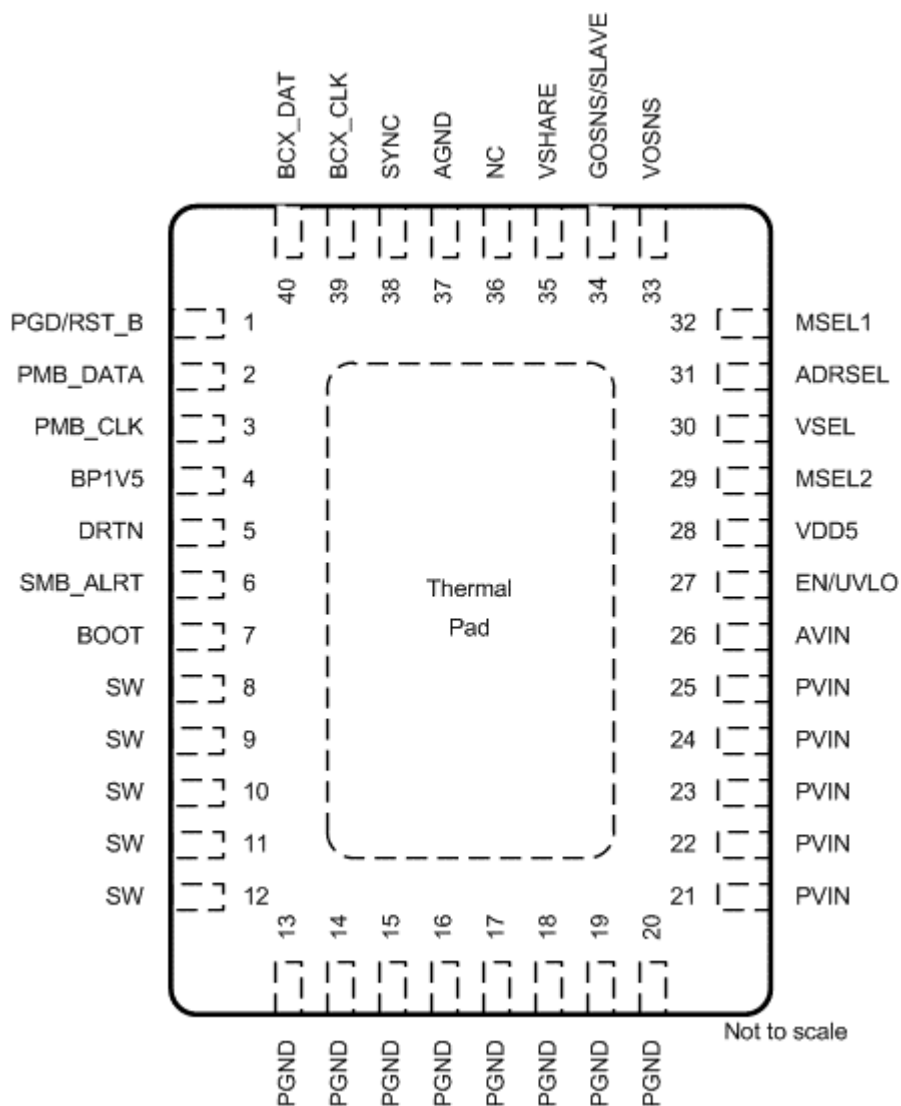 BCX_DAT
BCX_CLK
SYNC
AGND
NC
VSHARE
GOSNS/SLAVE
VOSNS
40
39
38
37
36
35
34
33
PGD/RST_B 1
32 MSEL1
PMB_DATA 2
31 ADRSEL
PMB_CLK 3
30 VSEL
BP1V5 4
29 MSEL2
DRTN 5
28 VDD5
SMB_ALRT 6
27 EN/UVLO
BOOT 7
26 AVIN
SW 8
25 PVIN
SW 9
24 PVIN
SW 10
23 PVIN
SW 11
22 PVIN
SW 12
21 PVIN
Thermal
Pad
13
14
15
16
17
18
19
20
PGND
PGND
PGND
PGND
PGND
PGND
PGND
PGND
Not to scale